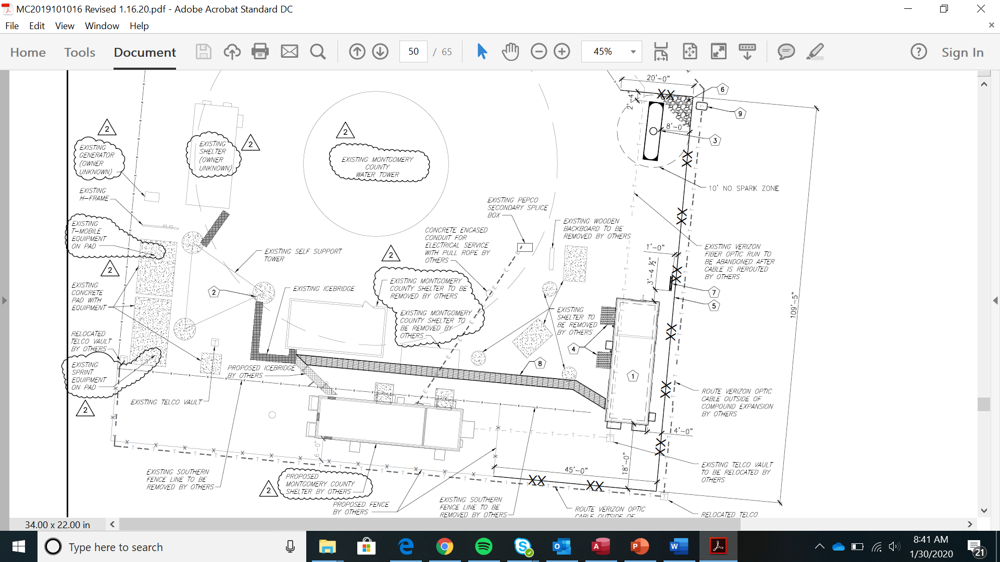 MC2019101016 Revised 1.16.20.pdf - Adobe Acrobat Standard DC
File Edit View Window Help
Home Tools Document
50 / 65
45%
Sign In
20'-0"
2'-4"
6
9
8'-0"
3
10' NO SPARK ZONE
2
EXISTING
GENERATOR
(OWNER
UNKNOWN)
EXISTING
SHELTER
(OWNER
UNKNOWN)
2
2
EXISTING MONTGOMERY
COUNTY
WATER TOWER
EXISTING
H-FRAME
EXISTING
T-MOBILE
EQUIPMENT
ON PAD
2
EXISTING
CONCRETE
PAD WITH
EQUIPMENT
RELOCATED
TELCO VAULT
BY OTHERS
EXISTING
SPRINT
EQUIPMENT
ON PAD
2
EXISTING SELF SUPPORT
TOWER
2
EXISTING ICEBRIDGE
EXISTING PEPCO
SECONDARY SPLICE
BOX
CONCRETE ENCASED
CONDUIT FOR
ELECTRICAL SERVICE
WITH PULL ROPE BY
OTHERS
2
EXISTING MONTGOMERY
COUNTY SHELTER TO BE
REMOVED BY OTHERS
EXISTING MONTGOMERY
COUNTY SHELTER TO
BE REMOVED BY
OTHERS
EXISTING WOODEN
BACKBOARD TO BE
REMOVED BY OTHERS
EXISTING
SHELTER TO
BE REMOVED
BY OTHERS
4
1
8
1'-0"
3'-4 1/2"
EXISTING VERIZON
FIBER OPTIC RUN TO
BE ABANDONED AFTER
CABLE IS REROUTED
BY OTHERS
7
5
109'-5"
PROPOSED ICEBRIDGE
BY OTHERS
EXISTING TELCO VAULT
ROUTE VERIZON OPTIC
CABLE OUTSIDE OF
COMPOUND EXPANSION
BY OTHERS
4'-0"
6'-0"
18'-0"
45'-0"
EXISTING TELCO VAULT
TO BE RELOCATED BY
OTHERS
EXISTING SOUTHERN
FENCE LINE TO BE
REMOVED BY OTHERS
2
PROPOSED
MONTGOMERY COUNTY
SHELTER BY OTHERS
PROPOSED FENCE
BY OTHERS
EXISTING SOUTHERN
FENCE LINE TO BE
REMOVED BY OTHERS
ROUTE VERIZON OPTIC
CABLE OUTSIDE OF
RELOCATED TELCO
34.00 x 22.00 in
Type here to search
8:41 AM
1/30/2020
21